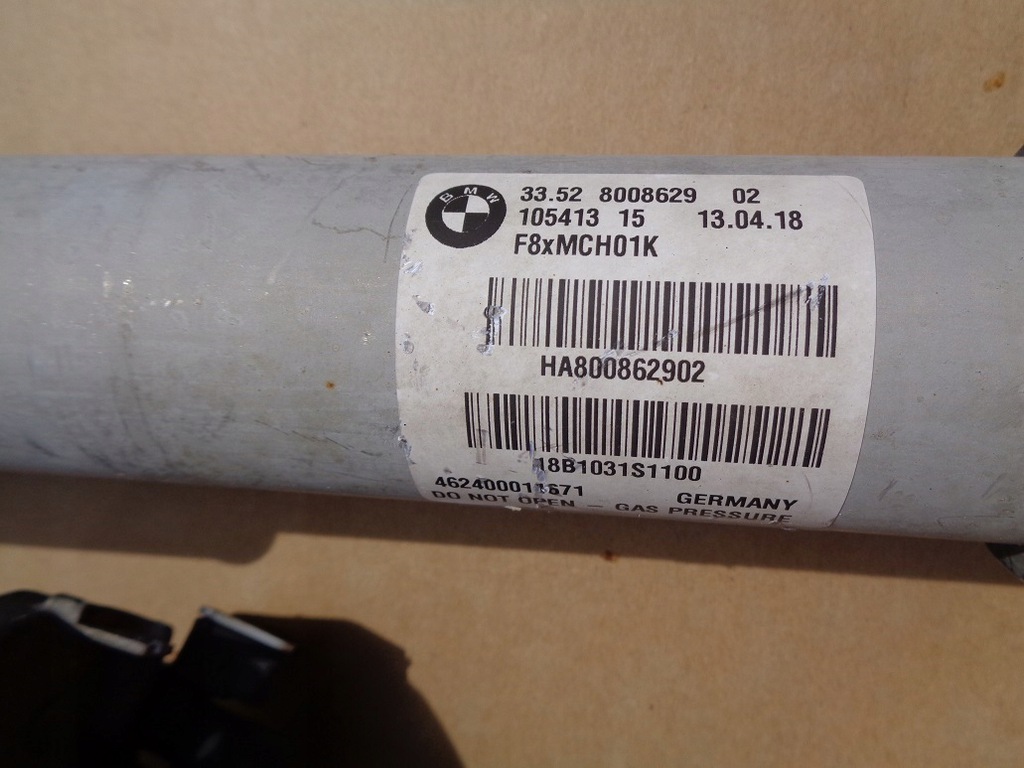 BMW
33.52 8008629 02
105413 15 13.04.18
F8xMCH01K
HA800862902
18B1031S1100
GERMANY
DO NOT OPEN – GAS PRESSURE